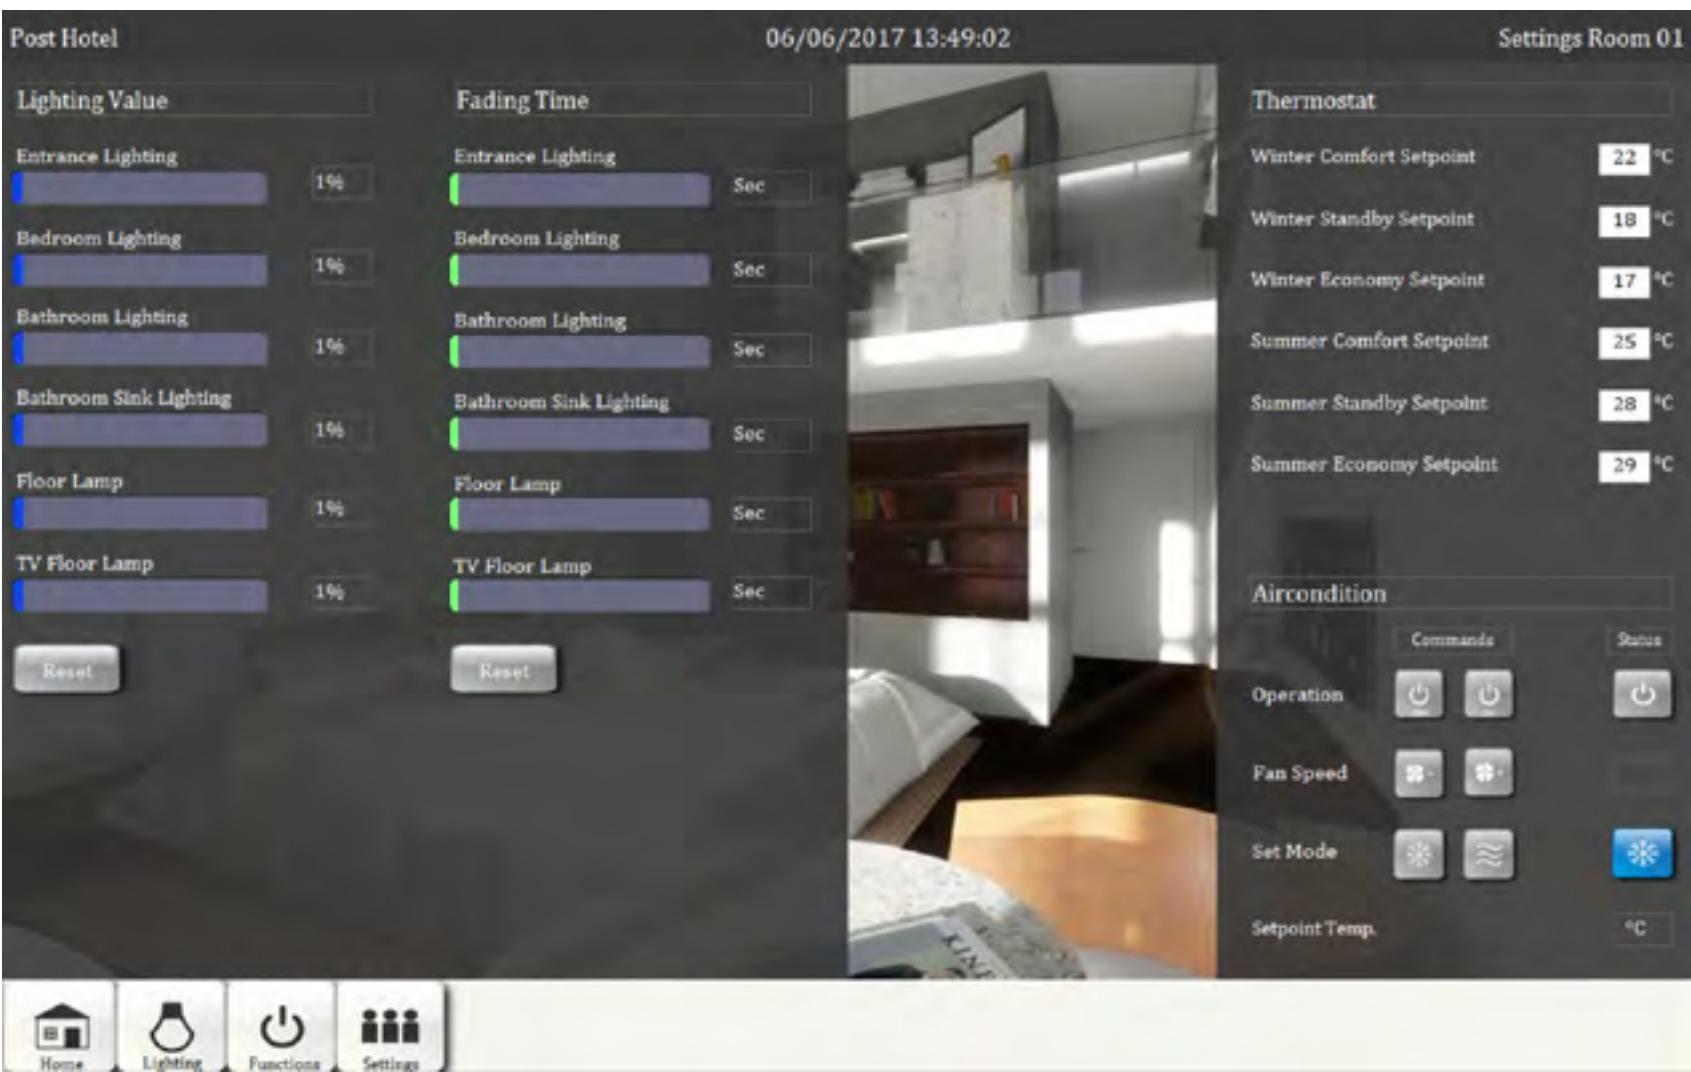 Post Hotel
06/06/2017 13:49:02
Settings Room 01
Lighting Value
Entrance Lighting
1%
Bedroom Lighting
1%
Bathroom Lighting
1%
Bathroom Sink Lighting
1%
Floor Lamp
1%
TV Floor Lamp
1%
Reset
Fading Time
Entrance Lighting
Sec
Bedroom Lighting
Sec
Bathroom Lighting
Sec
Bathroom Sink Lighting
Sec
Floor Lamp
Sec
TV Floor Lamp
Sec
Reset
KINE
Thermostat
Winter Comfort Setpoint 22 °C
Winter Standby Setpoint 18 °C
Winter Economy Setpoint 17 °C
Summer Comfort Setpoint 25 °C
Summer Standby Setpoint 28 °C
Summer Economy Setpoint 29 °C
Aircondition
Commands Status
Operation
Fan Speed
Set Mode
Setpoint Temp. °C
Home
Lighting
Functions
Settings